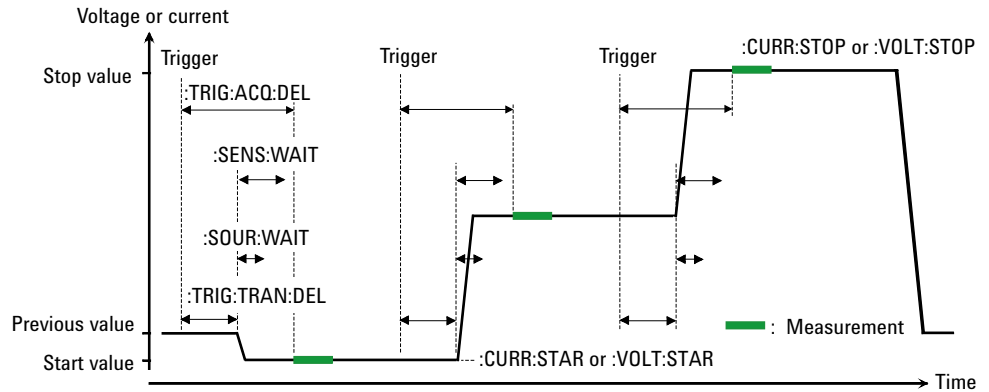 Voltage or current
Trigger
Trigger
Trigger
:CURR:STOP or :VOLT:STOP
Stop value
:TRIG:ACQ:DEL
:SENS:WAIT
:SOUR:WAIT
:TRIG:TRAN:DEL
Previous value
: Measurement
Start value
:CURR:STAR or :VOLT:STAR
Time